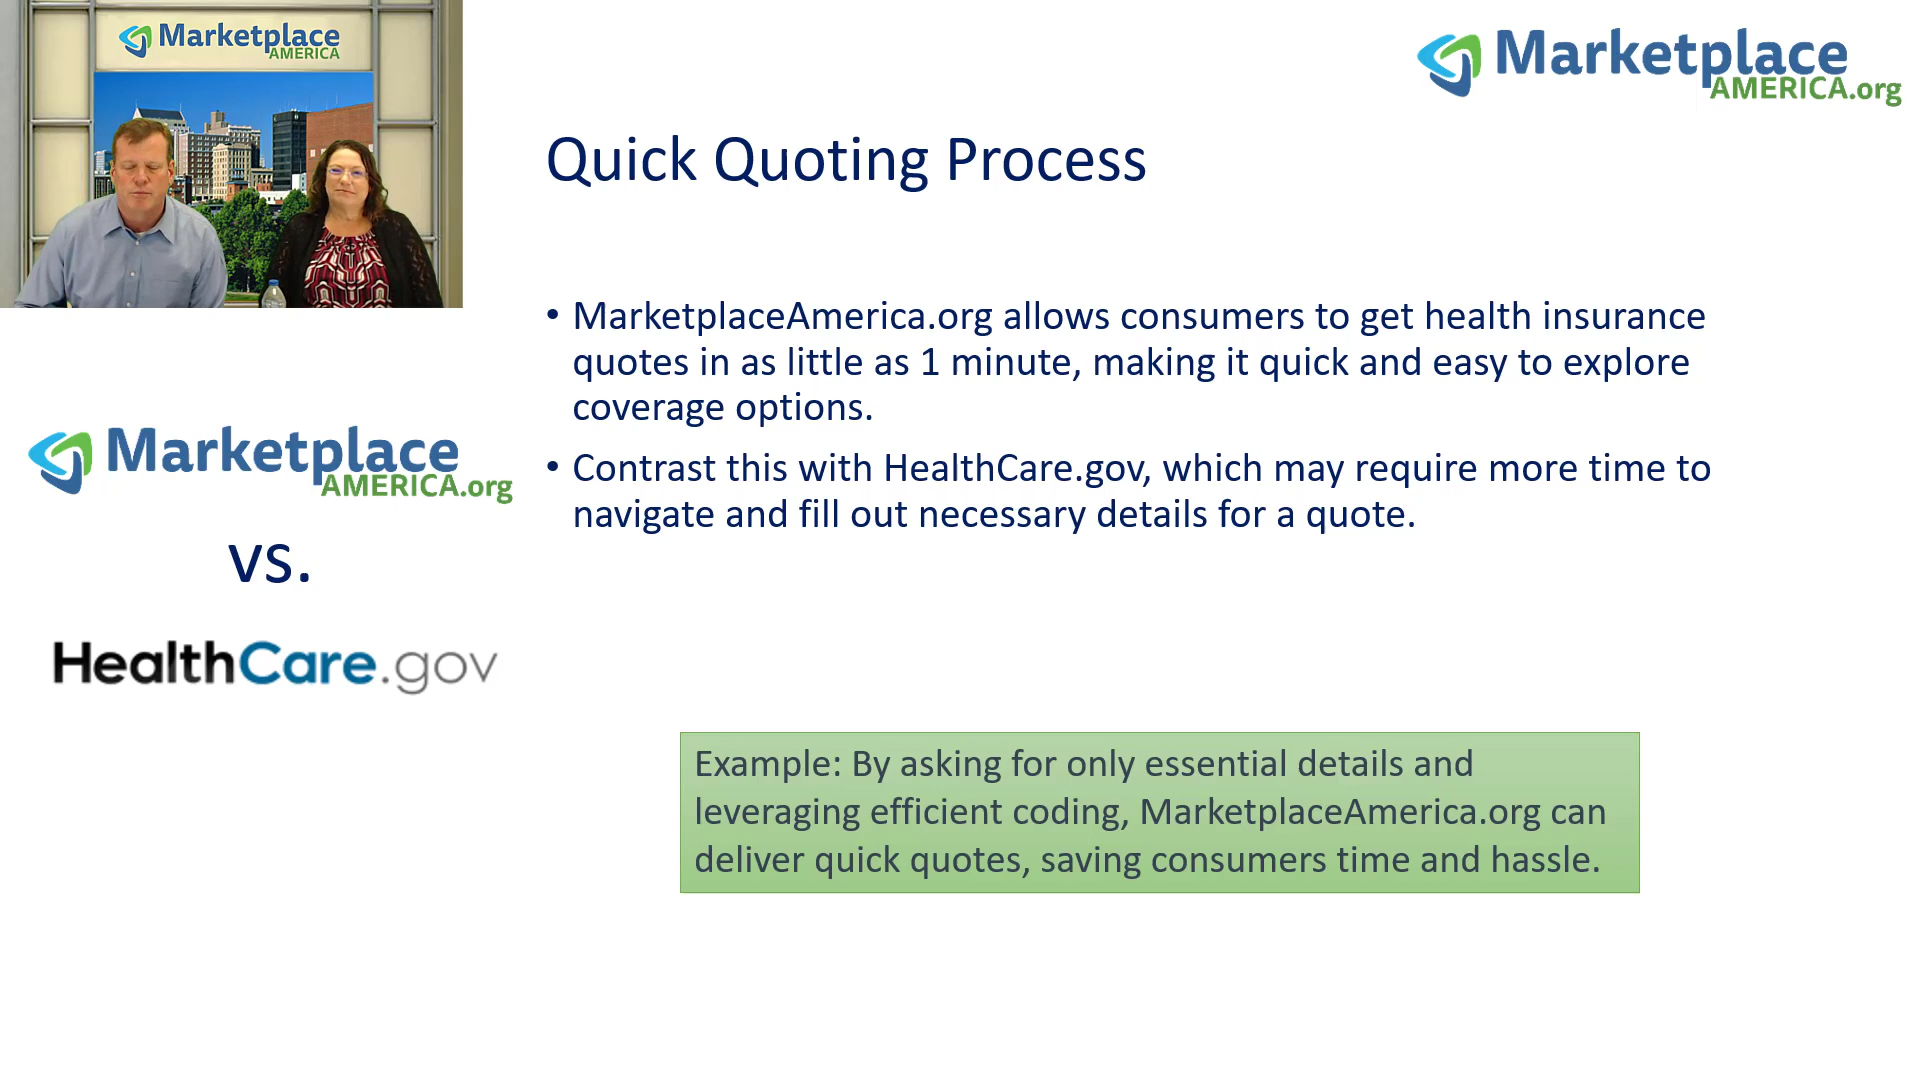 Marketplace
AMERICA
Marketplace
AMERICA.org
Quick Quoting Process
• MarketplaceAmerica.org allows consumers to get health insurance
quotes in as little as 1 minute, making it quick and easy to explore
coverage options.
• Contrast this with HealthCare.gov, which may require more time to
navigate and fill out necessary details for a quote.
Marketplace
AMERICA.org
vs.
HealthCare.gov
Example: By asking for only essential details and
leveraging efficient coding, MarketplaceAmerica.org can
deliver quick quotes, saving consumers time and hassle.